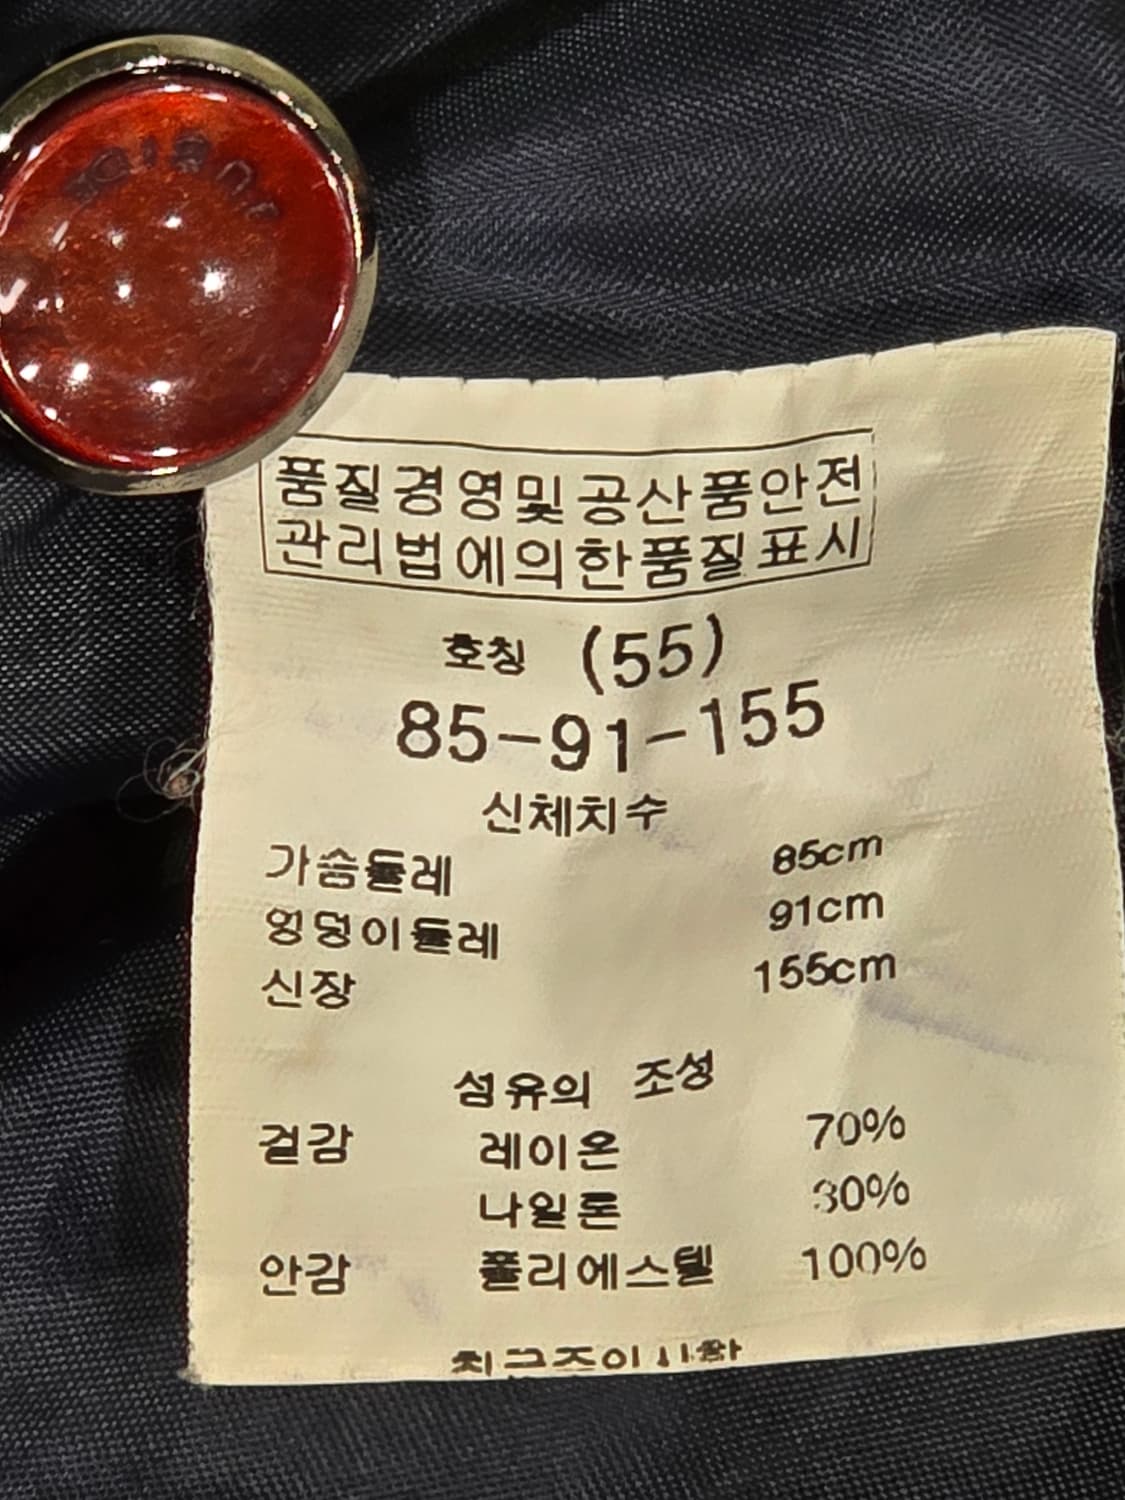 품질경영및공산품안전
관리법에의한품질표시
호칭 (55)
85-91-155
신체치수
가슴둘레 85cm
엉덩이둘레 91cm
신장 155cm
섬유의 조성
겉감 레이온 70%
나일론 30%
안감 폴리에스텔 100%